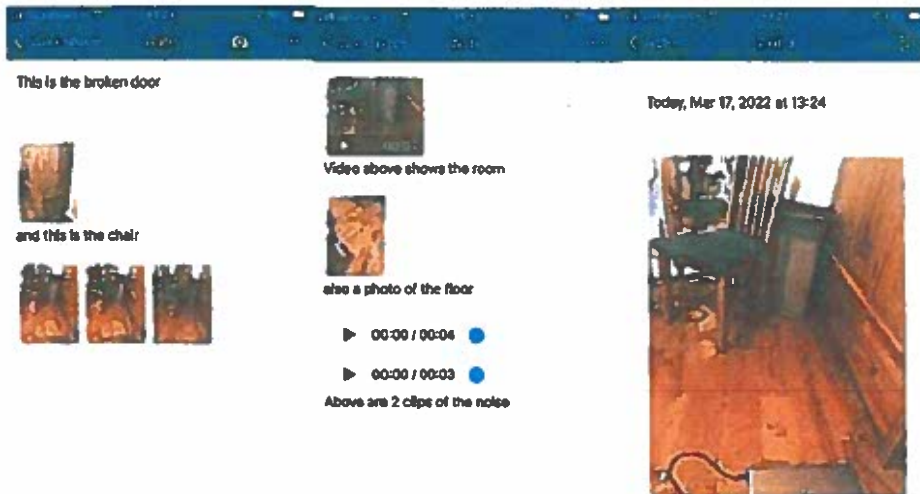 This is the broken door
and this is the chair
Video above shows the room
also a photo of the floor
00:00 / 00:04
00:00 / 00:03
Above are 2 clips of the noise
Today, Mar 17, 2022 at 13:24